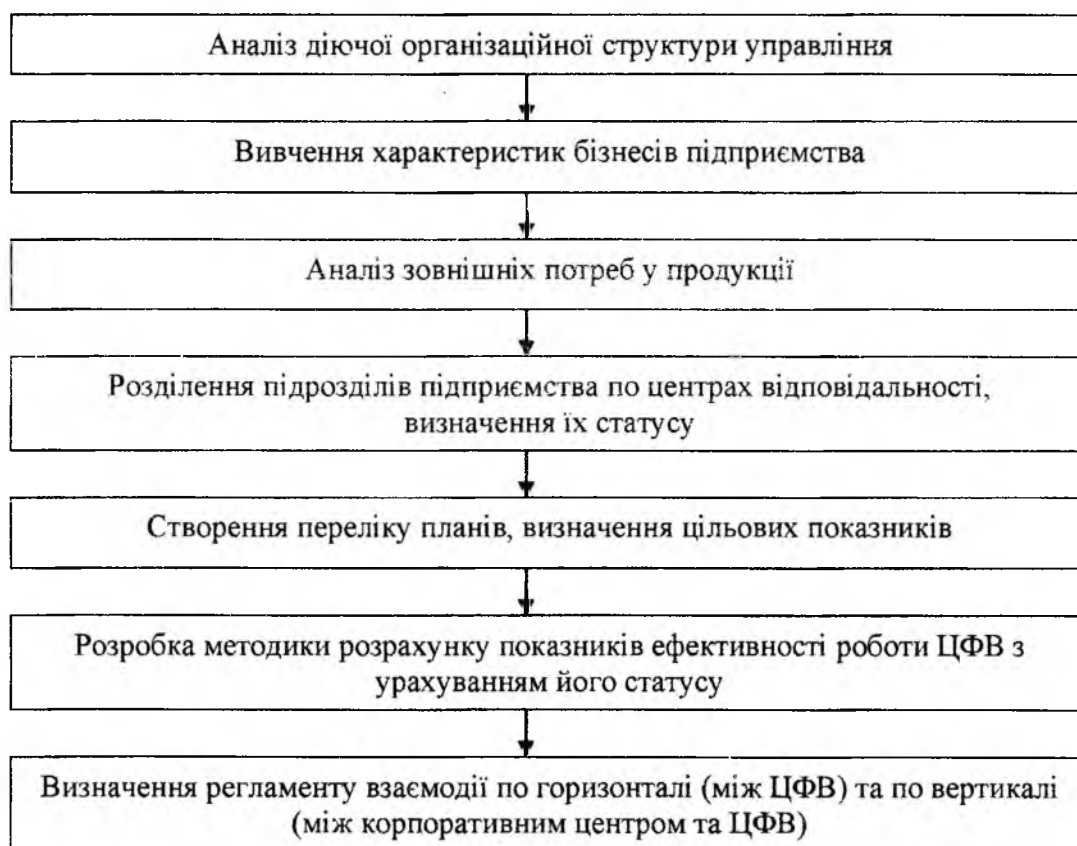 Аналіз діючої організаційної структури управління
Вивчення характеристик бізнесів підприємства
Аналіз зовнішніх потреб у продукції
Розділення підрозділів підприємства по центрах відповідальності,
визначення їх статусу
Створення переліку планів, визначення цільових показників
Розробка методики розрахунку показників ефективності роботи ЦФВ з
урахуванням його статусу
Визначення регламенту взаємодії по горизонталі (між ЦФВ) та по вертикалі
(між корпоративним центром та ЦФВ)